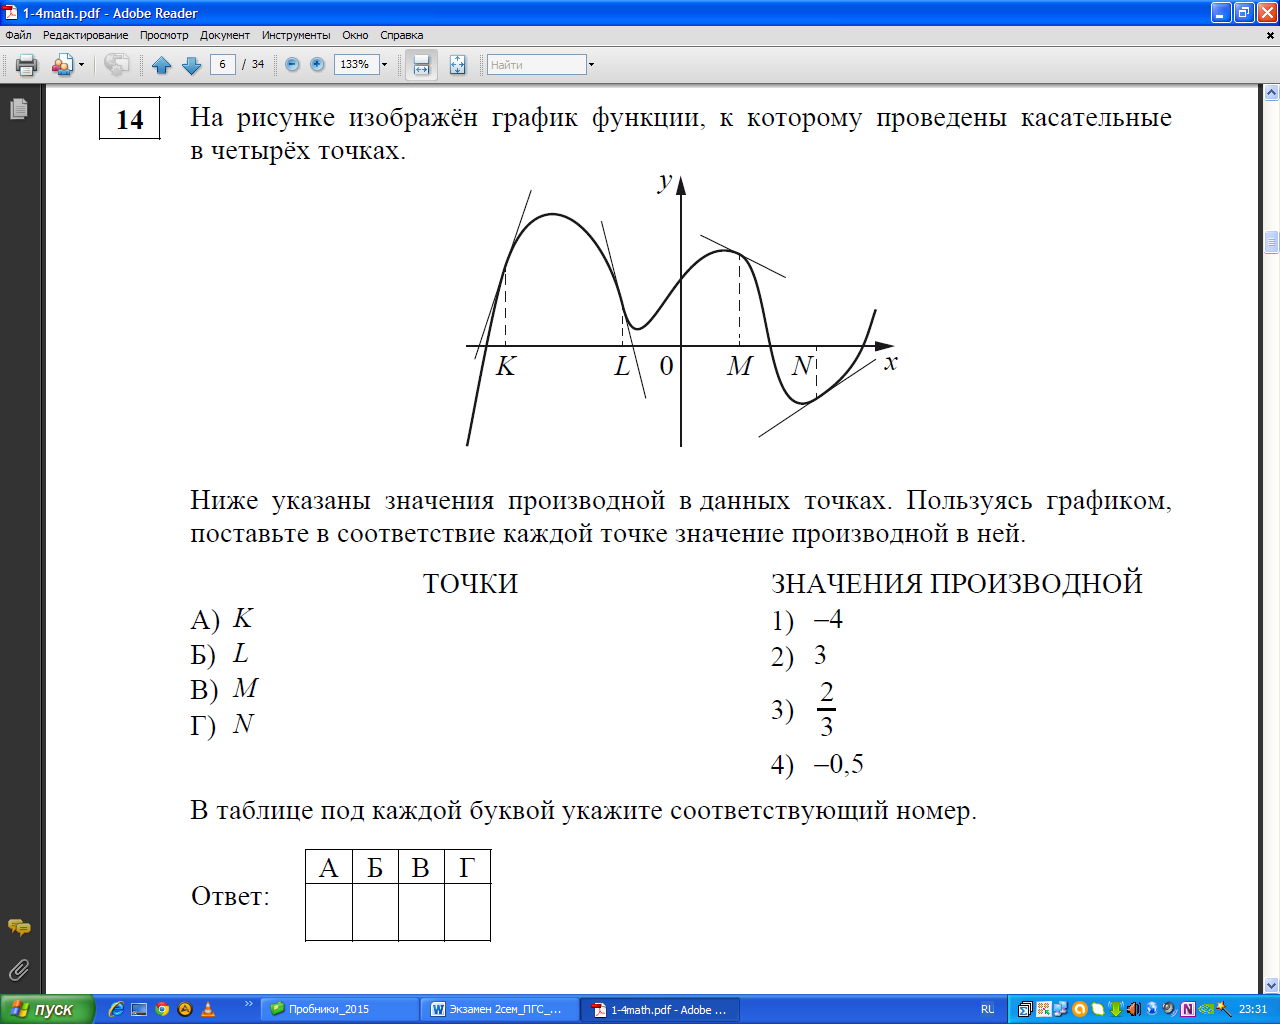 1-4math.pdf - Adobe Reader
Файл Редактирование Просмотр Документ Инструменты Окно Справка
6 / 34 133% Найти
14 На рисунке изображён график функции, к которому проведены касательные
в четырёх точках.
y
K L 0 M N x
Ниже указаны значения производной в данных точках. Пользуясь графиком,
поставьте в соответствие каждой точке значение производной в ней.
ТОЧКИ ЗНАЧЕНИЯ ПРОИЗВОДНОЙ
А) K 1) −4
Б) L 2) 3
В) M 3) 2/3
Г) N 4) −0,5
В таблице под каждой буквой укажите соответствующий номер.
А Б В Г
Ответ:
пуск » Пробники_2015 Экзамен 2сем_ПГС_... 1-4math.pdf - Adobe ... RU 23:31